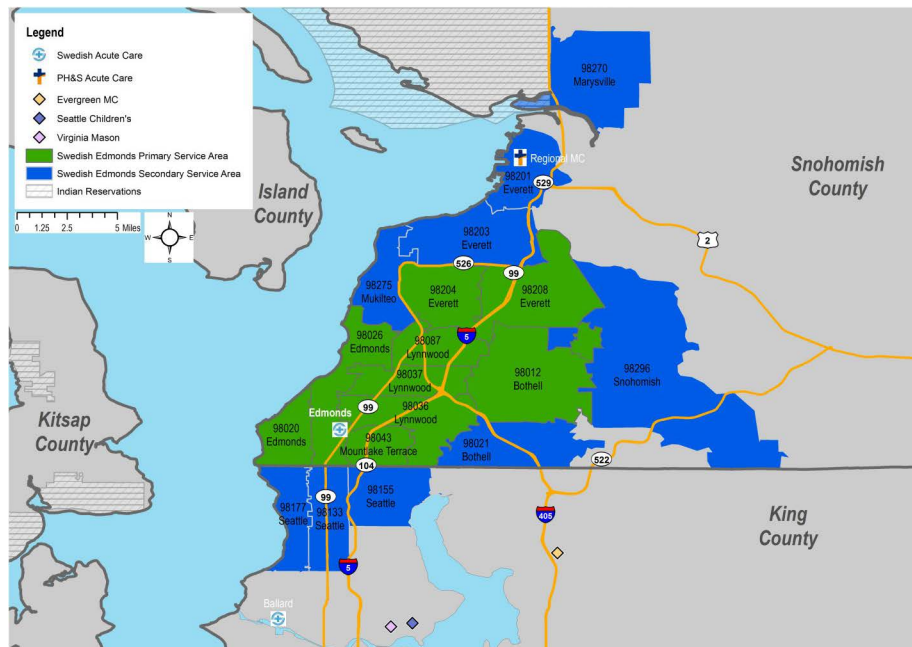 Legend
Swedish Acute Care
PH&S Acute Care
Evergreen MC
Seattle Children's
Virginia Mason
Swedish Edmonds Primary Service Area
Swedish Edmonds Secondary Service Area
Indian Reservations
0 1.25 2.5 5 Miles
N
W E
S
Island
County
98270
Marysville
Snohomish
County
Regional MC
98201
Everett
529
2
98203
Everett
526
99
98275
Mukilteo
98204
Everett
98208
Everett
5
98026
Edmonds
98087
Lynnwood
98037
Lynnwood
98012
Bothell
98296
Snohomish
99
98036
Lynnwood
Edmonds
Kitsap
County
98020
Edmonds
98043
Mountlake Terrace
98021
Bothell
104
522
98177
Seattle
99
98133
Seattle
98155
Seattle
405
King
County
5
Ballard